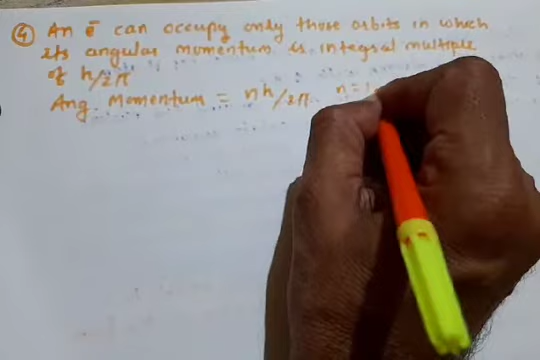 ④ An ē can occupy only those orbits in which
its angular momentum is integral multiple
of h/2π
Ang. Momentum = nh/2π n=1